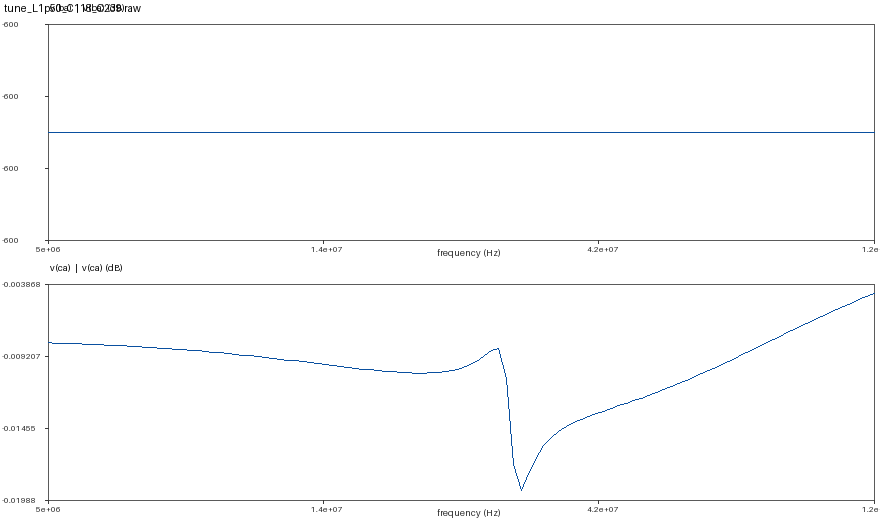 -600
-600
-600
-600
5e+06 1.4e+07 4.2e+07 1.2e
frequency (Hz)
v(ca) | v(ca) (dB)
-0.003868
-0.009207
-0.01455
-0.01988
5e+06 1.4e+07 4.2e+07 1.2e
frequency (Hz)